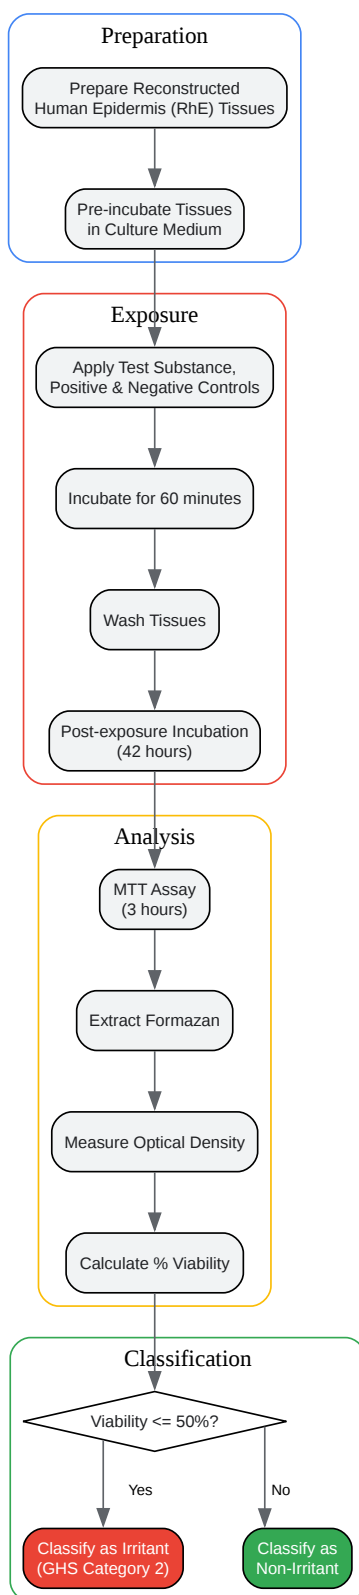 Preparation
Prepare Reconstructed
Human Epidermis (RhE) Tissues
Pre-incubate Tissues
in Culture Medium
Exposure
Apply Test Substance,
Positive & Negative Controls
Incubate for 60 minutes
Wash Tissues
Post-exposure Incubation
(42 hours)
Analysis
MTT Assay
(3 hours)
Extract Formazan
Measure Optical Density
Calculate % Viability
Classification
Viability <= 50%?
Yes
No
Classify as Irritant
(GHS Category 2)
Classify as
Non-Irritant